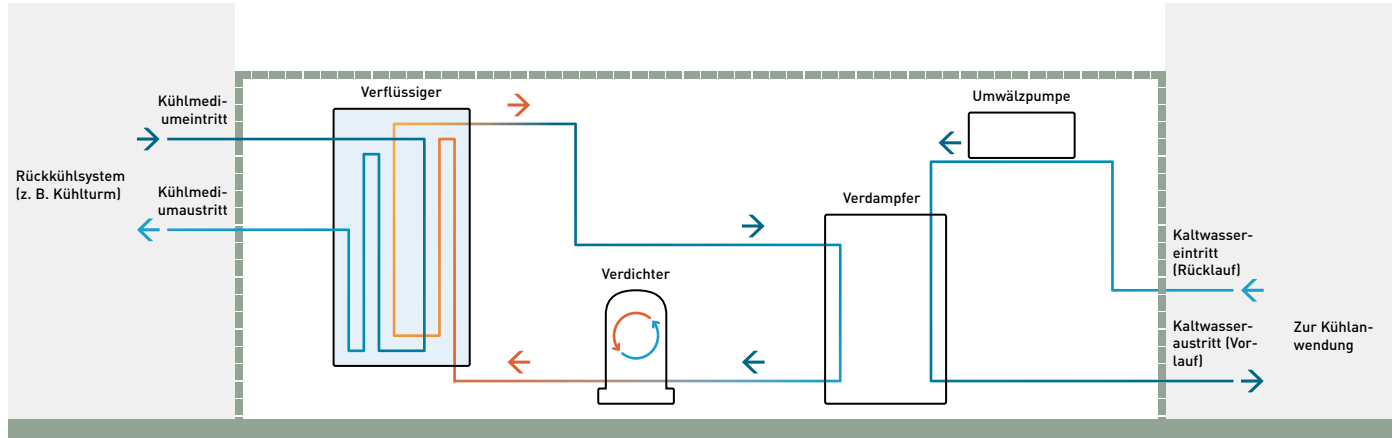 Verflüssiger
Umwälzpumpe
Kühlmedi-
umeintritt
Rückkühlsystem
(z. B. Kühlturm)
Kühlmedi-
umaustritt
Verdampfer
Verdichter
Kaltwasser-
eintritt
(Rücklauf)
Kaltwasser-
austritt (Vor-
lauf)
Zur Kühlan-
wendung